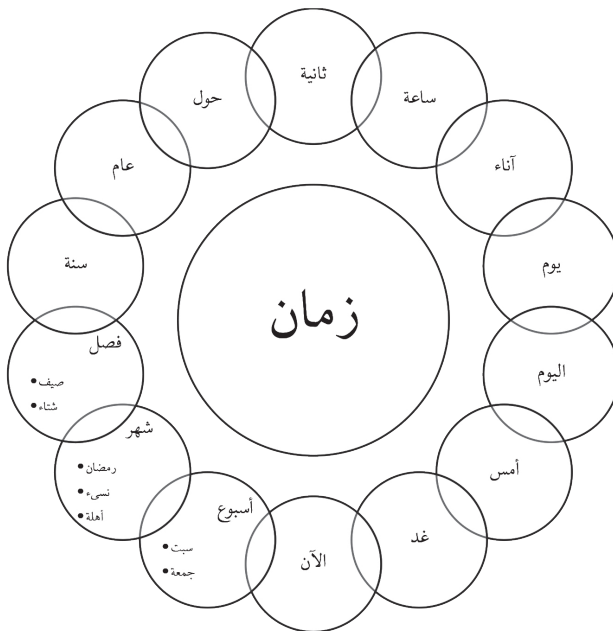 زمان
ثانية
ساعة
آناء
يوم
اليوم
أمس
غد
الآن
أسبوع
• سبت
• جمعة
شهر
• رمضان
• نسىء
• أهلة
فصل
• صيف
• شتاء
سنة
عام
حول